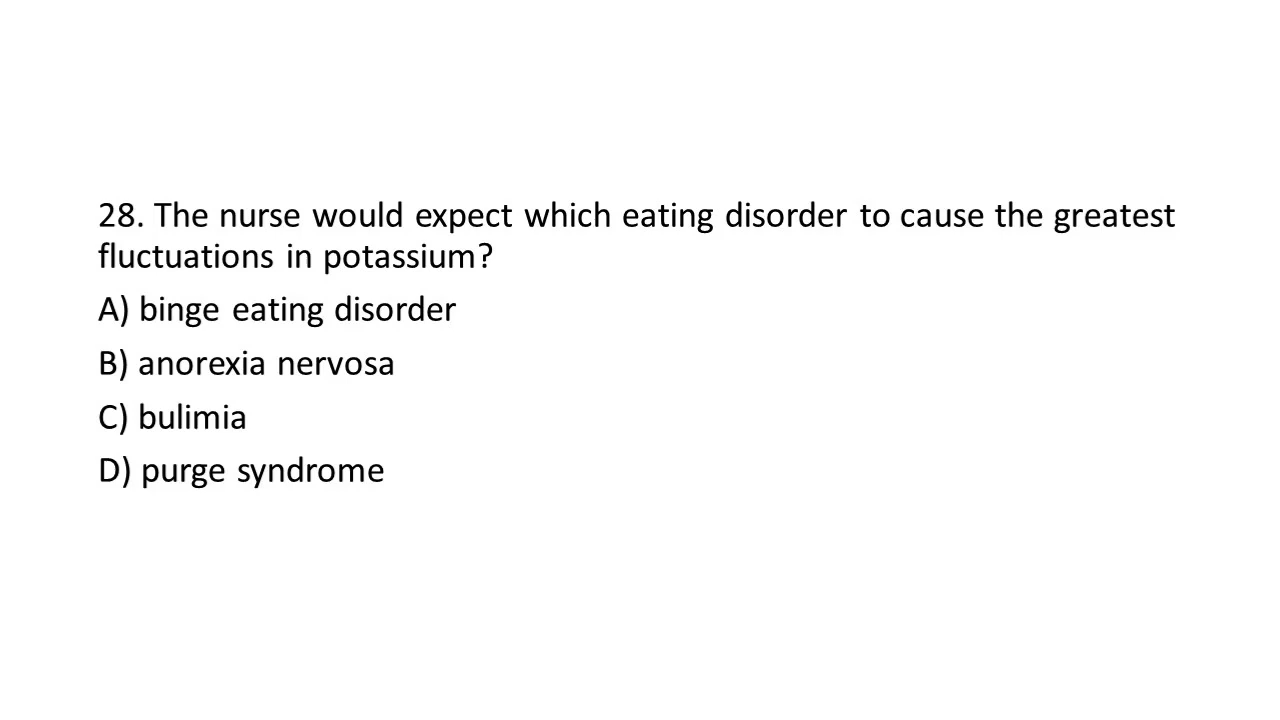 28. The nurse would expect which eating disorder to cause the greatest
fluctuations in potassium?
A) binge eating disorder
B) anorexia nervosa
C) bulimia
D) purge syndrome